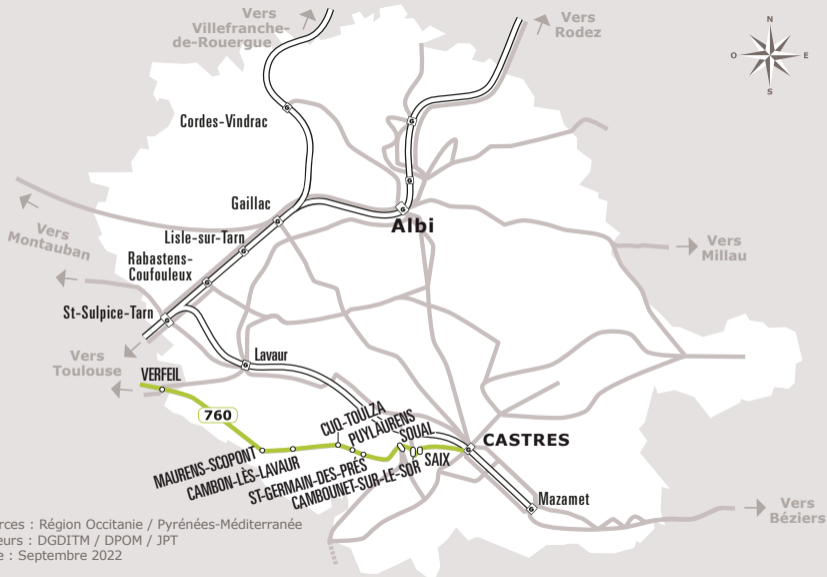 Vers
Villefranche-
de-Rouergue
Vers
Rodez
N
O
E
S
Cordes-Vindrac
Gaillac
Albi
Vers
Montauban
Lisle-sur-Tarn
Rabastens-
Coufouleux
Vers
Millau
St-Sulpice-Tarn
Vers
Toulouse
Lavaur
VERFEIL
760
CUQ-TOULZA
PUYLAURENS
SOUAL
CASTRES
MAURENS-SCOPONT
CAMBON-LÈS-LAVAUR
ST-GERMAIN-DES-PRÉS
CAMBOUNET-SUR-LE-SOR
SAIX
Mazamet
Vers
Béziers
rces : Région Occitanie / Pyrénées-Méditerranée
eurs : DGDITM / DPOM / JPT
e : Septembre 2022